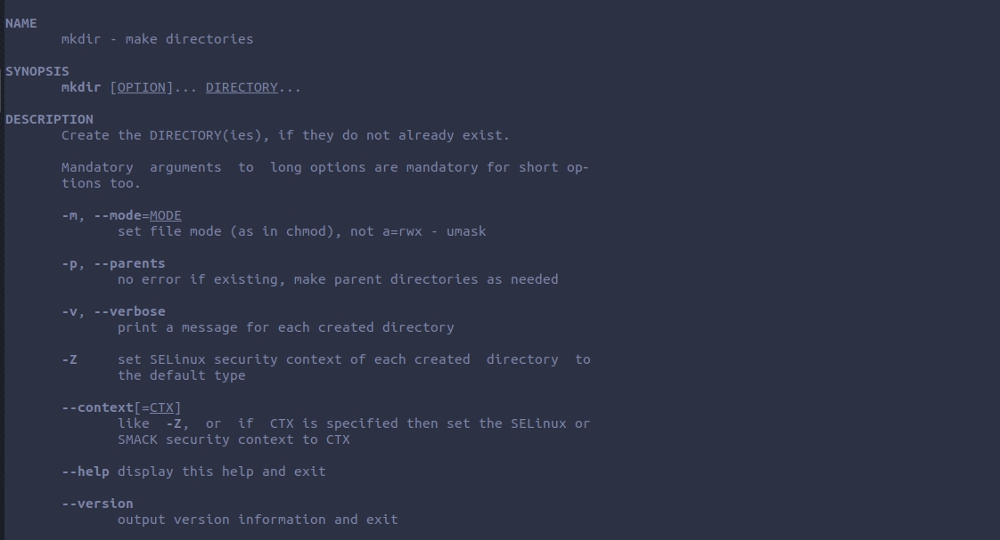 NAME
mkdir - make directories
SYNOPSIS
mkdir [OPTION]... DIRECTORY...
DESCRIPTION
Create the DIRECTORY(ies), if they do not already exist.
Mandatory  arguments  to  long options are mandatory for short op-
tions too.
-m, --mode=MODE
set file mode (as in chmod), not a=rwx - umask
-p, --parents
no error if existing, make parent directories as needed
-v, --verbose
print a message for each created directory
-Z     set SELinux security context of each created  directory  to
the default type
--context[=CTX]
like  -Z,  or  if  CTX is specified then set the SELinux or
SMACK security context to CTX
--help display this help and exit
--version
output version information and exit